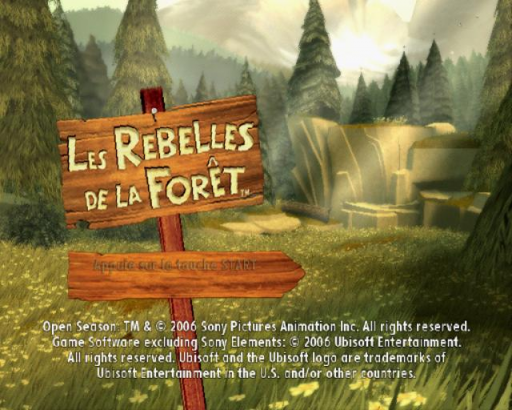 LES REBELLES
DE LA FORÊT™
Appuie sur la touche START
Open Season: TM & © 2006 Sony Pictures Animation Inc. All rights reserved.
Game Software excluding Sony Elements: © 2006 Ubisoft Entertainment.
All rights reserved. Ubisoft and the Ubisoft logo are trademarks of
Ubisoft Entertainment in the U.S. and/or other countries.